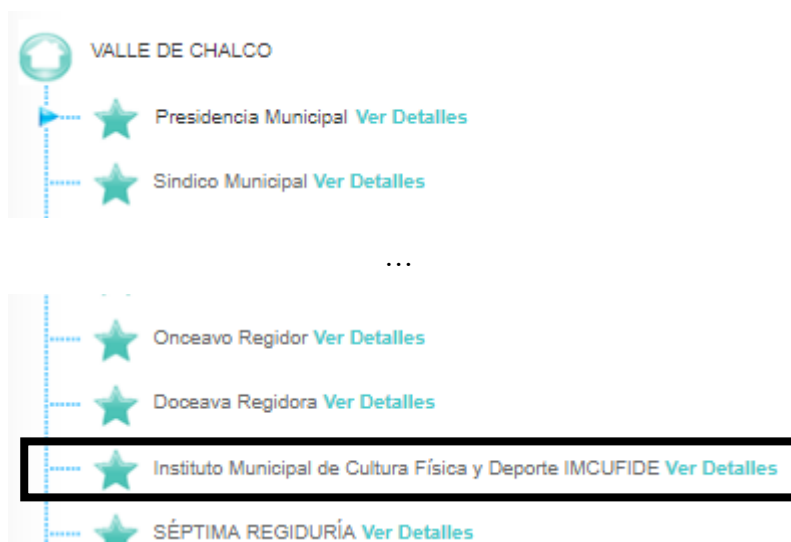 VALLE DE CHALCO
Presidencia Municipal Ver Detalles
Sindico Municipal Ver Detalles
...
Onceavo Regidor Ver Detalles
Doceava Regidora Ver Detalles
Instituto Municipal de Cultura Física y Deporte IMCUFIDE Ver Detalles
SÉPTIMA REGIDURÍA Ver Detalles